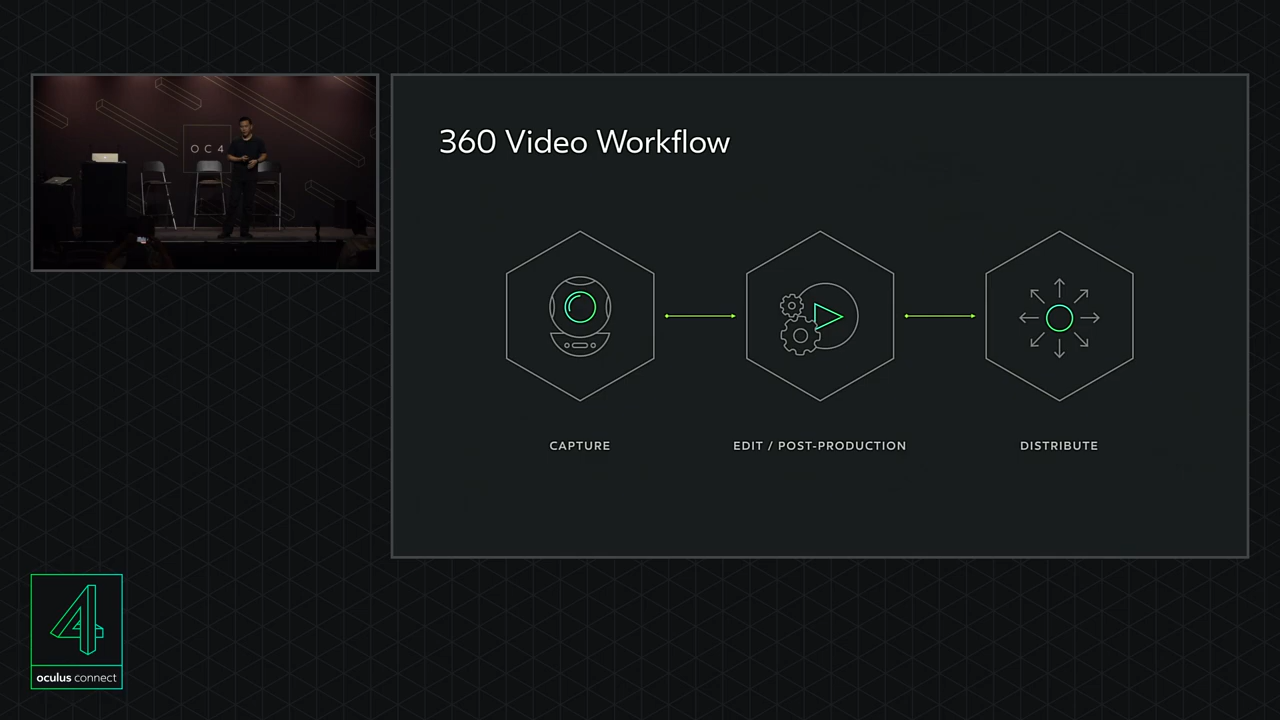 OC4
360 Video Workflow
CAPTURE
EDIT / POST-PRODUCTION
DISTRIBUTE
4
oculus connect